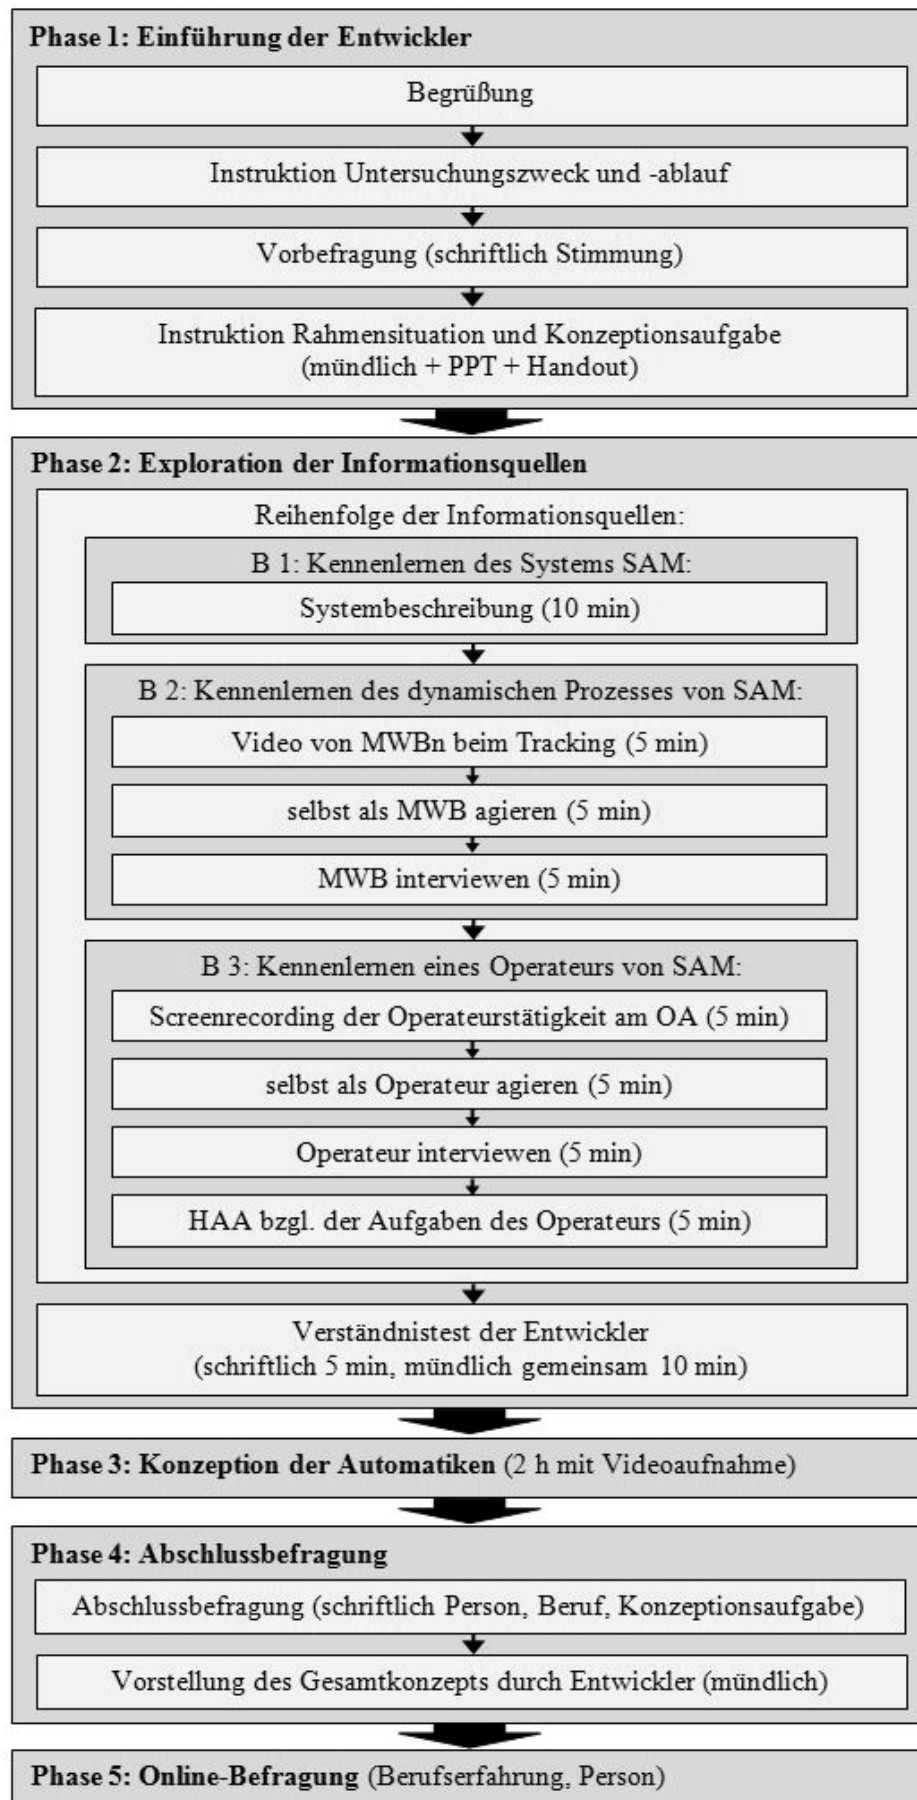 Phase 1: Einführung der Entwickler
Begrüßung
Instruktion Untersuchungszweck und -ablauf
Vorbefragung (schriftlich Stimmung)
Instruktion Rahmensituation und Konzeptionsaufgabe
(mündlich + PPT + Handout)
Phase 2: Exploration der Informationsquellen
Reihenfolge der Informationsquellen:
B 1: Kennenlernen des Systems SAM:
Systembeschreibung (10 min)
B 2: Kennenlernen des dynamischen Prozesses von SAM:
Video von MWBn beim Tracking (5 min)
selbst als MWB agieren (5 min)
MWB interviewen (5 min)
B 3: Kennenlernen eines Operateurs von SAM:
Screenrecording der Operateurstätigkeit am OA (5 min)
selbst als Operateur agieren (5 min)
Operateur interviewen (5 min)
HAA bzgl. der Aufgaben des Operateurs (5 min)
Verständnistest der Entwickler
(schriftlich 5 min, mündlich gemeinsam 10 min)
Phase 3: Konzeption der Automatiken (2 h mit Videoaufnahme)
Phase 4: Abschlussbefragung
Abschlussbefragung (schriftlich Person, Beruf, Konzeptionsaufgabe)
Vorstellung des Gesamtkonzepts durch Entwickler (mündlich)
Phase 5: Online-Befragung (Berufserfahrung, Person)